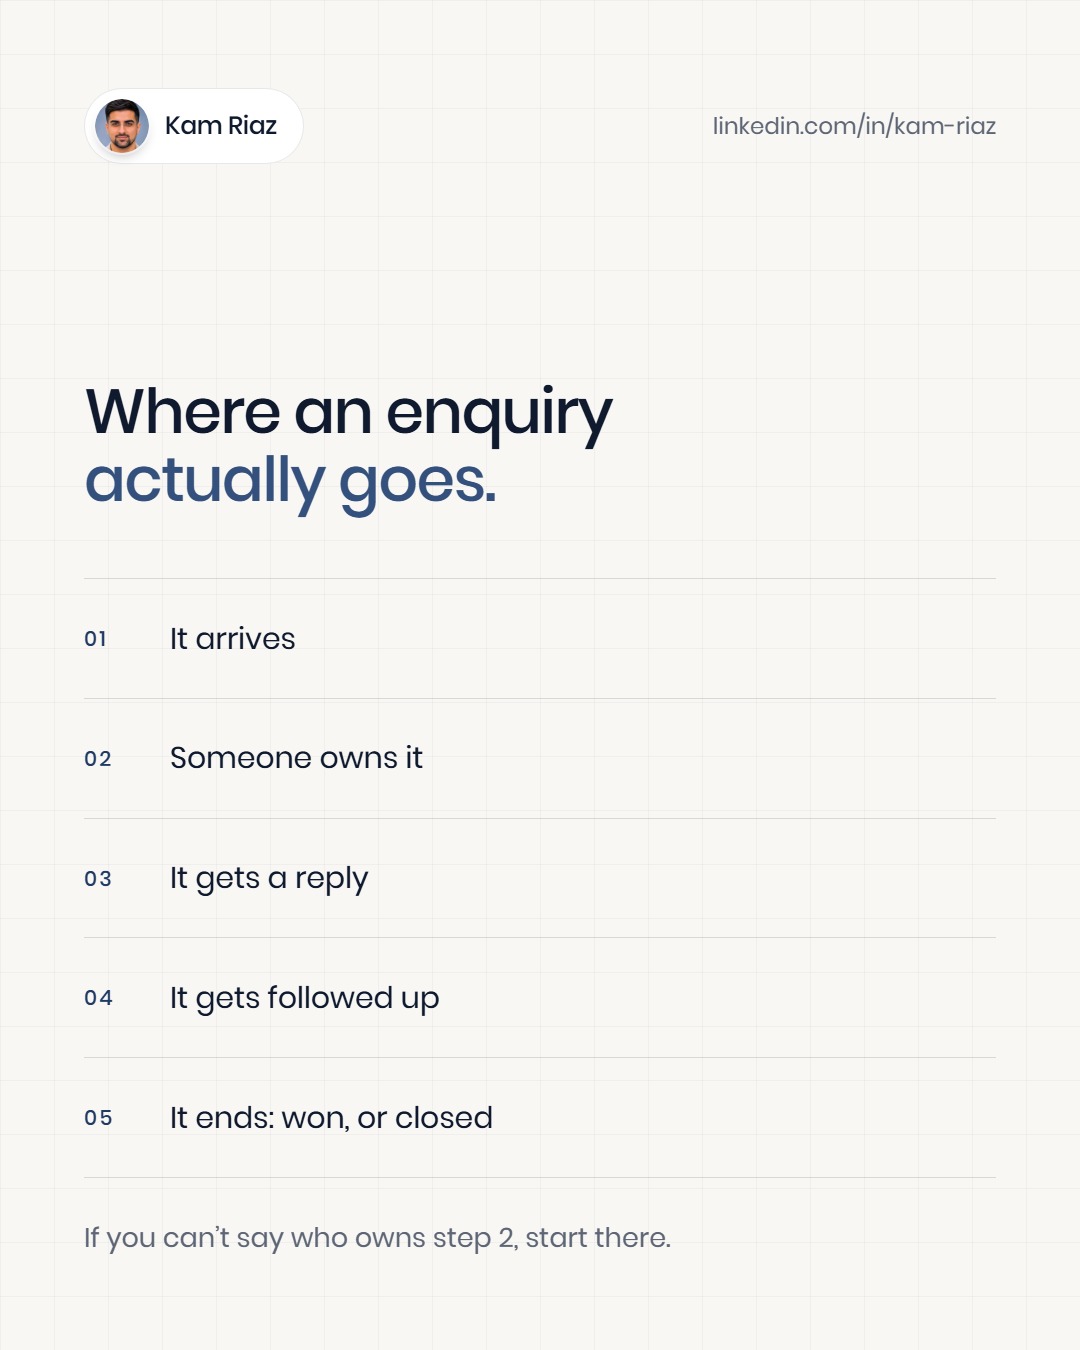 Kam Riaz
linkedin.com/in/kam-riaz
Where an enquiry
actually goes.
01 It arrives
02 Someone owns it
03 It gets a reply
04 It gets followed up
05 It ends: won, or closed
If you can’t say who owns step 2, start there.